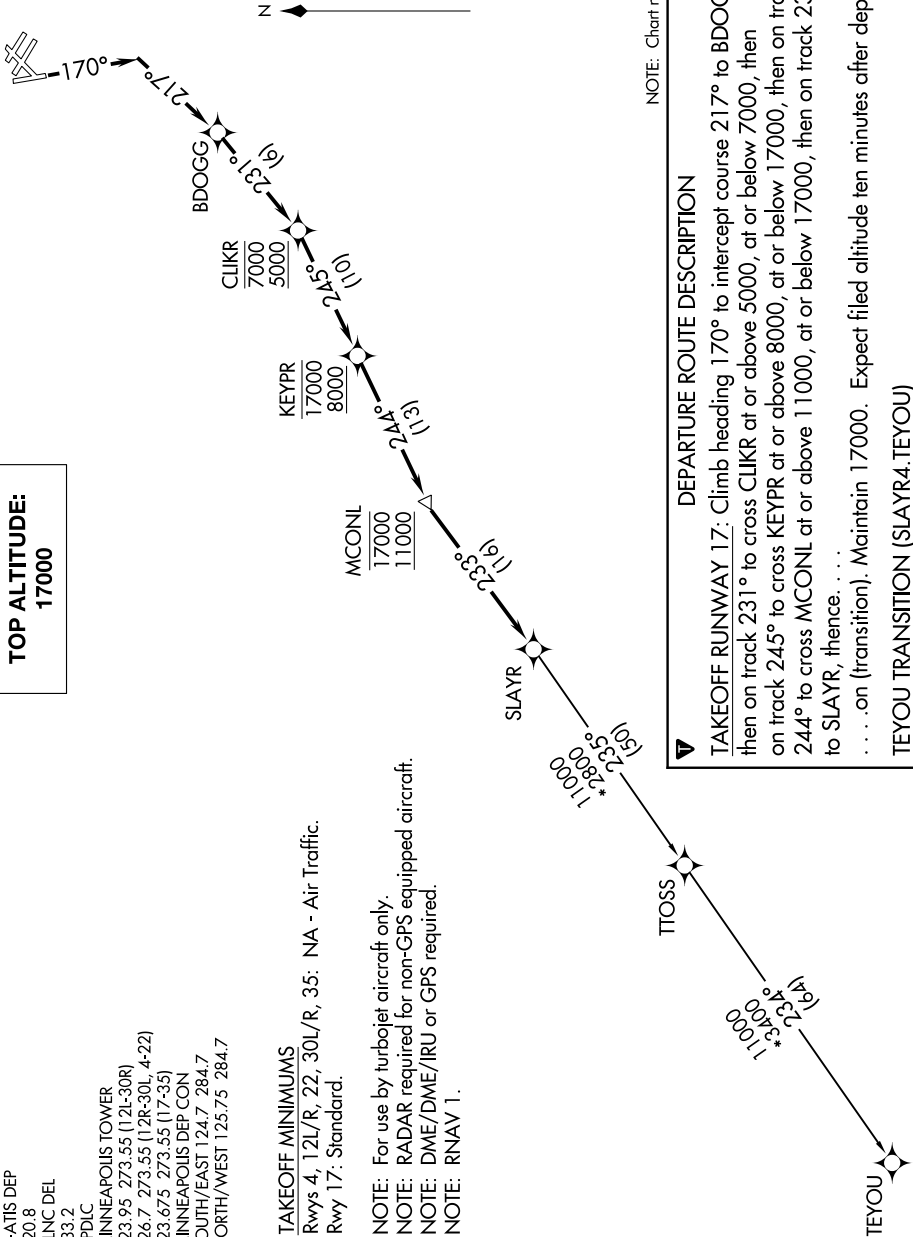 -ATIS DEP
20.8
LNC DEL
33.2
PDLC
INNEAPOLIS TOWER
23.95 273.55 (12L-30R)
26.7 273.55 (12R-30L, 4-22)
23.675 273.55 (17-35)
INNEAPOLIS DEP CON
OUTH/EAST 124.7 284.7
ORTH/WEST 125.75 284.7
TOP ALTITUDE:
17000
TAKEOFF MINIMUMS
Rwys 4, 12L/R, 22, 30L/R, 35: NA - Air Traffic.
Rwy 17: Standard.
NOTE: For use by turbojet aircraft only.
NOTE: RADAR required for non-GPS equipped aircraft.
NOTE: DME/DME/IRU or GPS required.
NOTE: RNAV 1.
N
170°
217°
BDOGG
231°
(6)
CLIKR
7000
5000
245°
(10)
KEYPR
17000
8000
244°
(13)
MCONL
17000
11000
233°
(16)
SLAYR
11000
*2800
235°
(50)
TTOSS
11000
*3400
234°
(64)
TEYOU
NOTE: Chart n
DEPARTURE ROUTE DESCRIPTION
T
TAKEOFF RUNWAY 17: Climb heading 170° to intercept course 217° to BDOG
then on track 231° to cross CLIKR at or above 5000, at or below 7000, then
on track 245° to cross KEYPR at or above 8000, at or below 17000, then on tra
244° to cross MCONL at or above 11000, at or below 17000, then on track 23
to SLAYR, thence. . . .
. . . .on (transition). Maintain 17000. Expect filed altitude ten minutes after dep
TEYOU TRANSITION (SLAYR4.TEYOU)